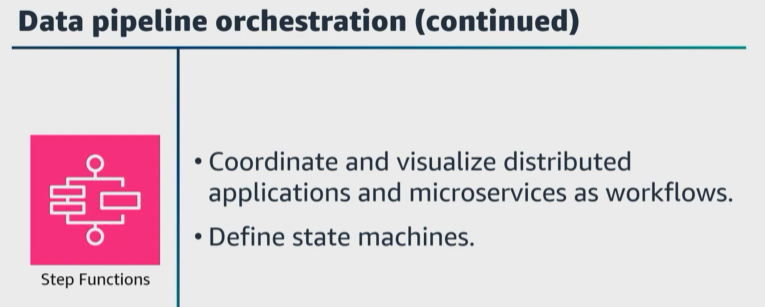 Data pipeline orchestration (continued)
• Coordinate and visualize distributed
applications and microservices as workflows.
• Define state machines.
Step Functions